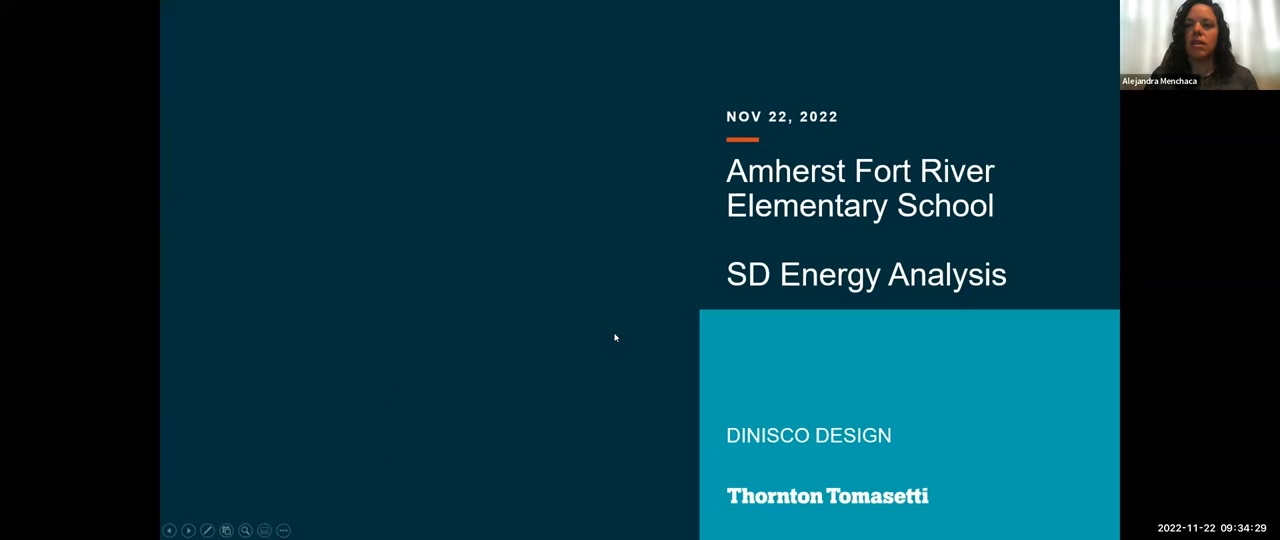 Alejandra Menchaca
NOV 22, 2022
Amherst Fort River
Elementary School
SD Energy Analysis
DINISCO DESIGN
Thornton Tomasetti
2022-11-22 09:34:29